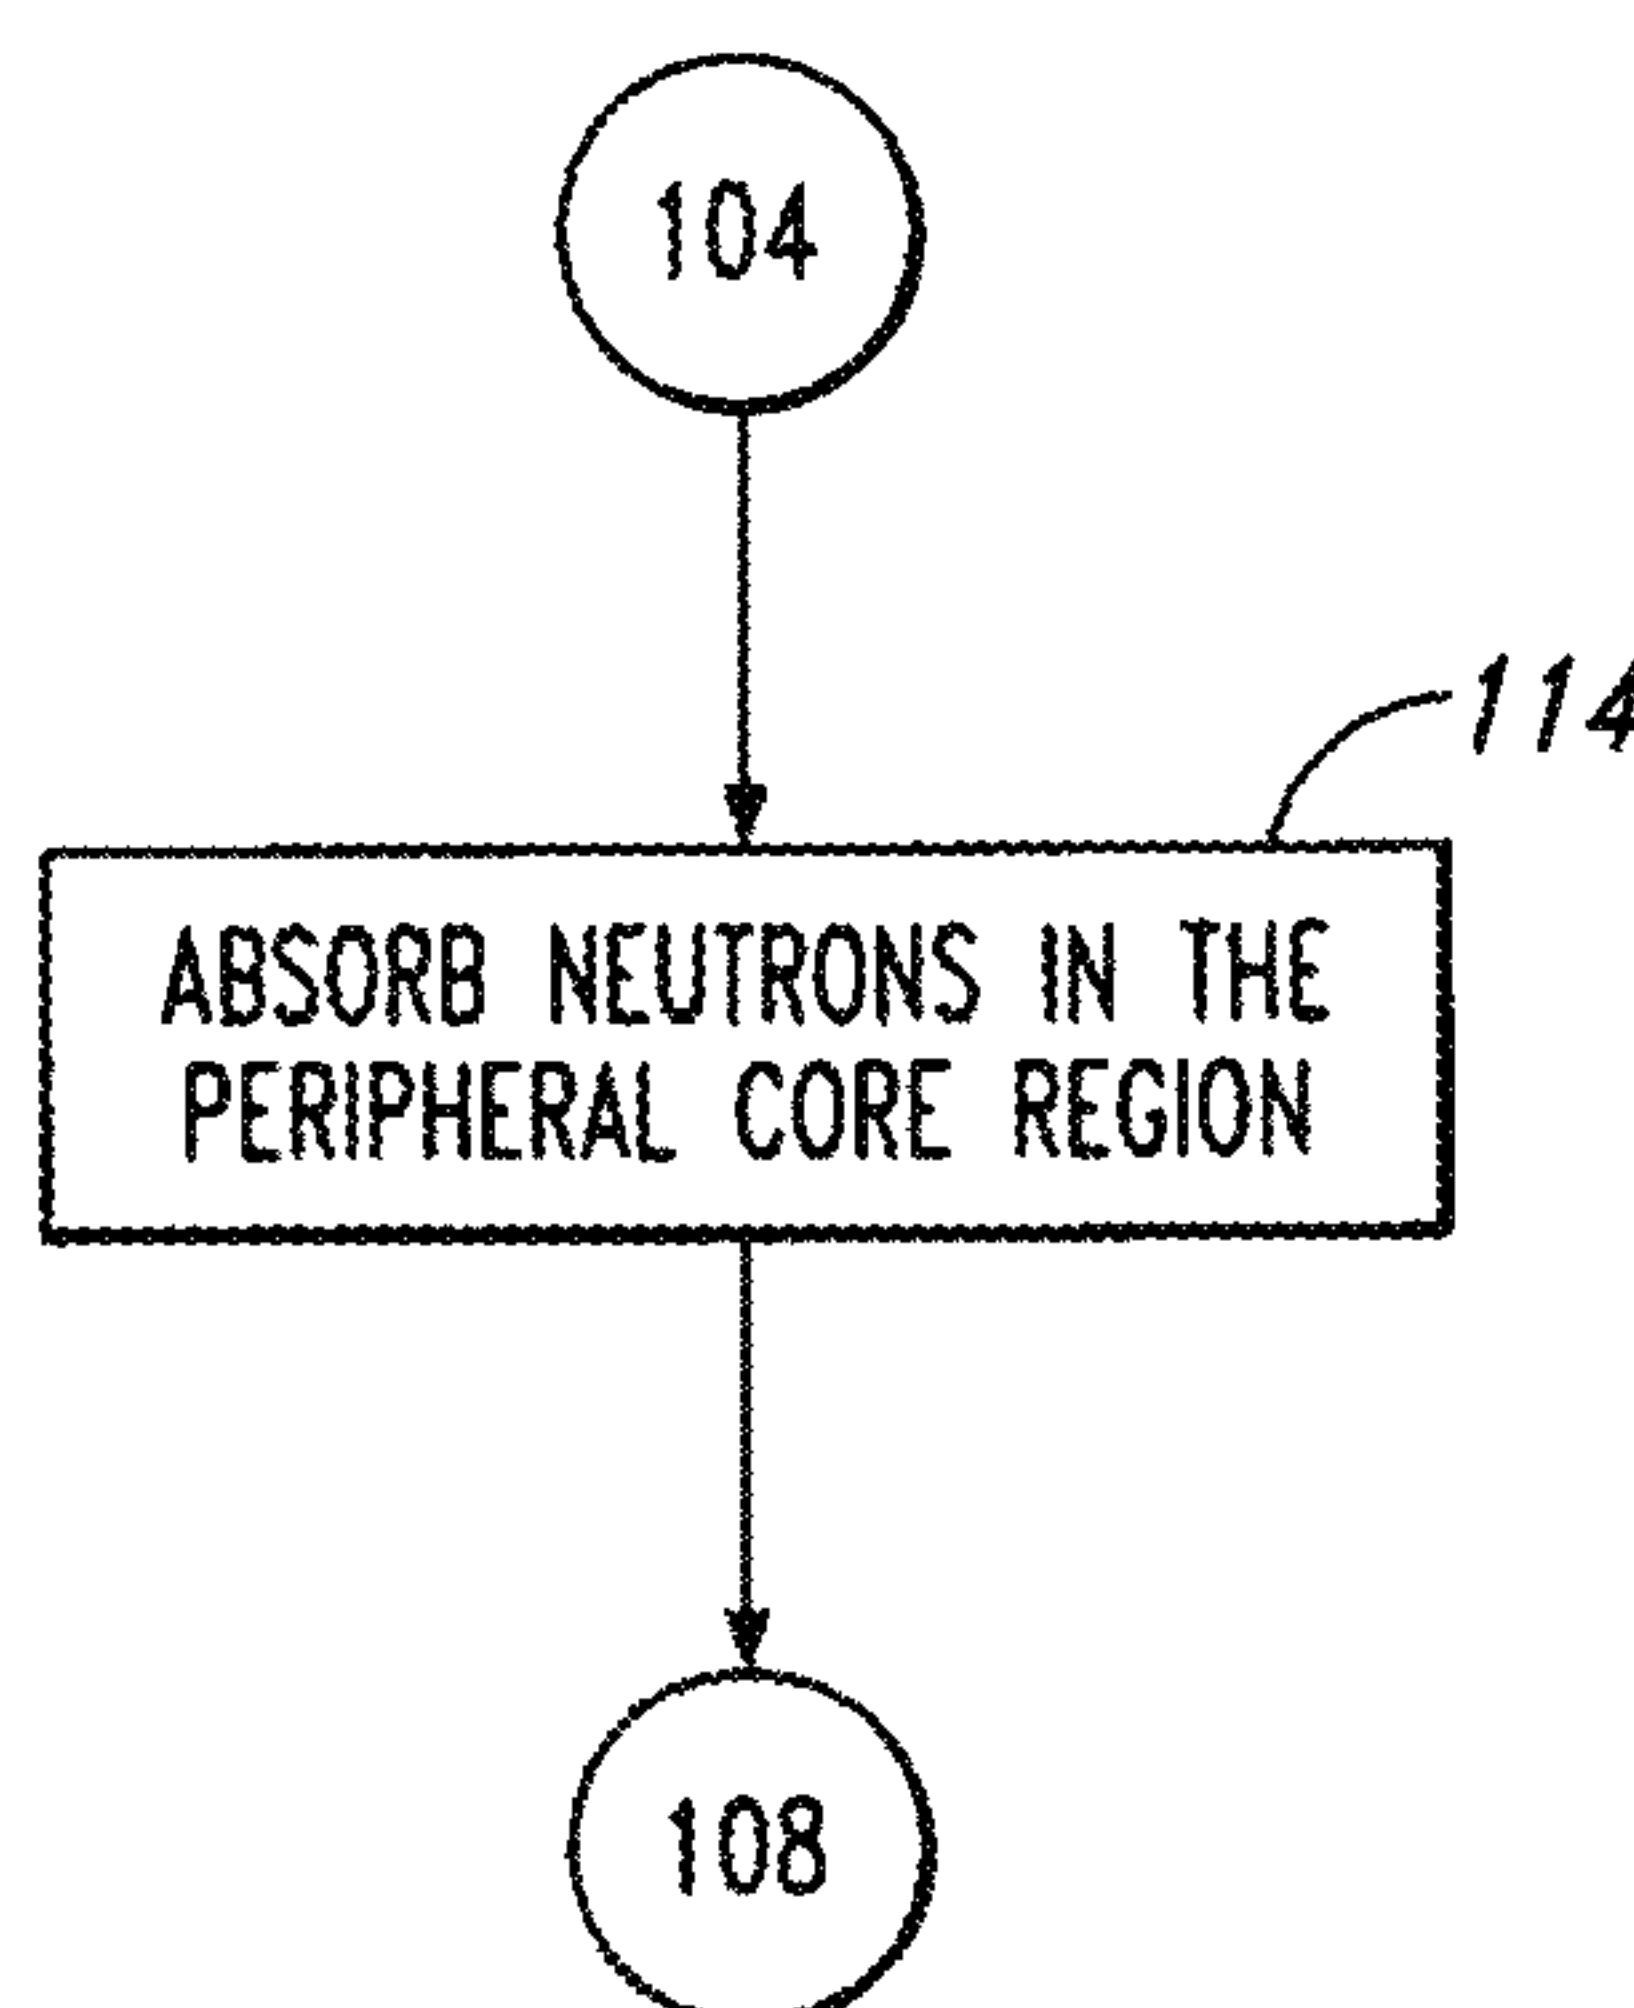 104
114
ABSORB NEUTRONS IN THE
PERIPHERAL CORE REGION
108